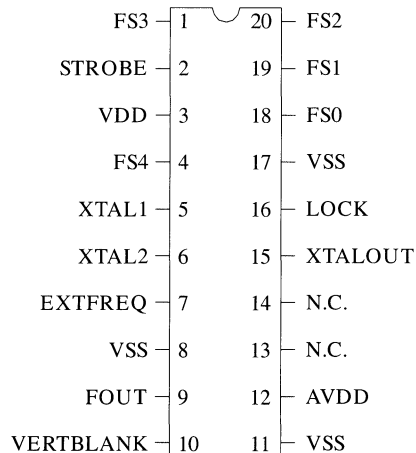 FS3 1 20 FS2
STROBE 2 19 FS1
VDD 3 18 FS0
FS4 4 17 VSS
XTAL1 5 16 LOCK
XTAL2 6 15 XTALOUT
EXTFREQ 7 14 N.C.
VSS 8 13 N.C.
FOUT 9 12 AVDD
VERTBLANK 10 11 VSS